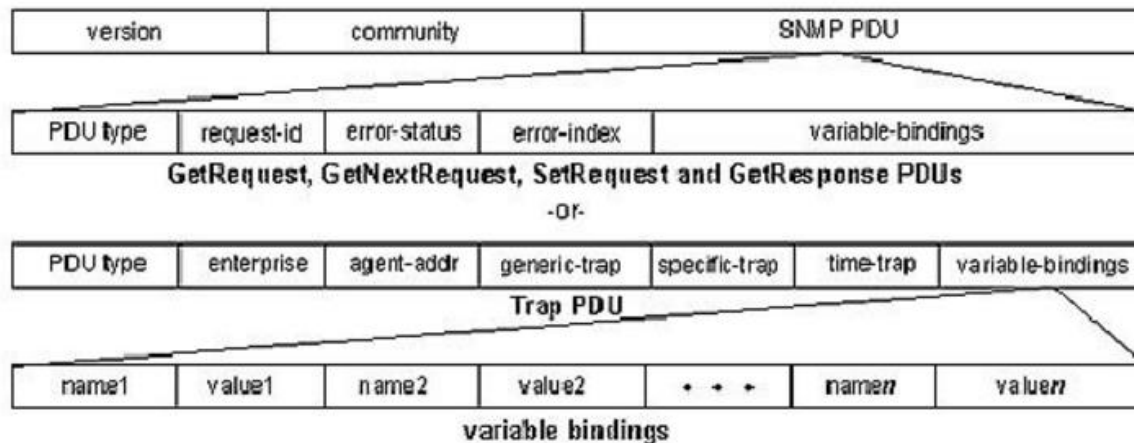 version community SNMP PDU
PDU type request-id error-status error-index variable-bindings
GetRequest, GetNextRequest, SetRequest and GetResponse PDUs
-or-
PDU type enterprise agent-addr generic-trap specific-trap time-trap variable-bindings
Trap PDU
name1 value1 name2 value2 • • • namen valuen
variable bindings